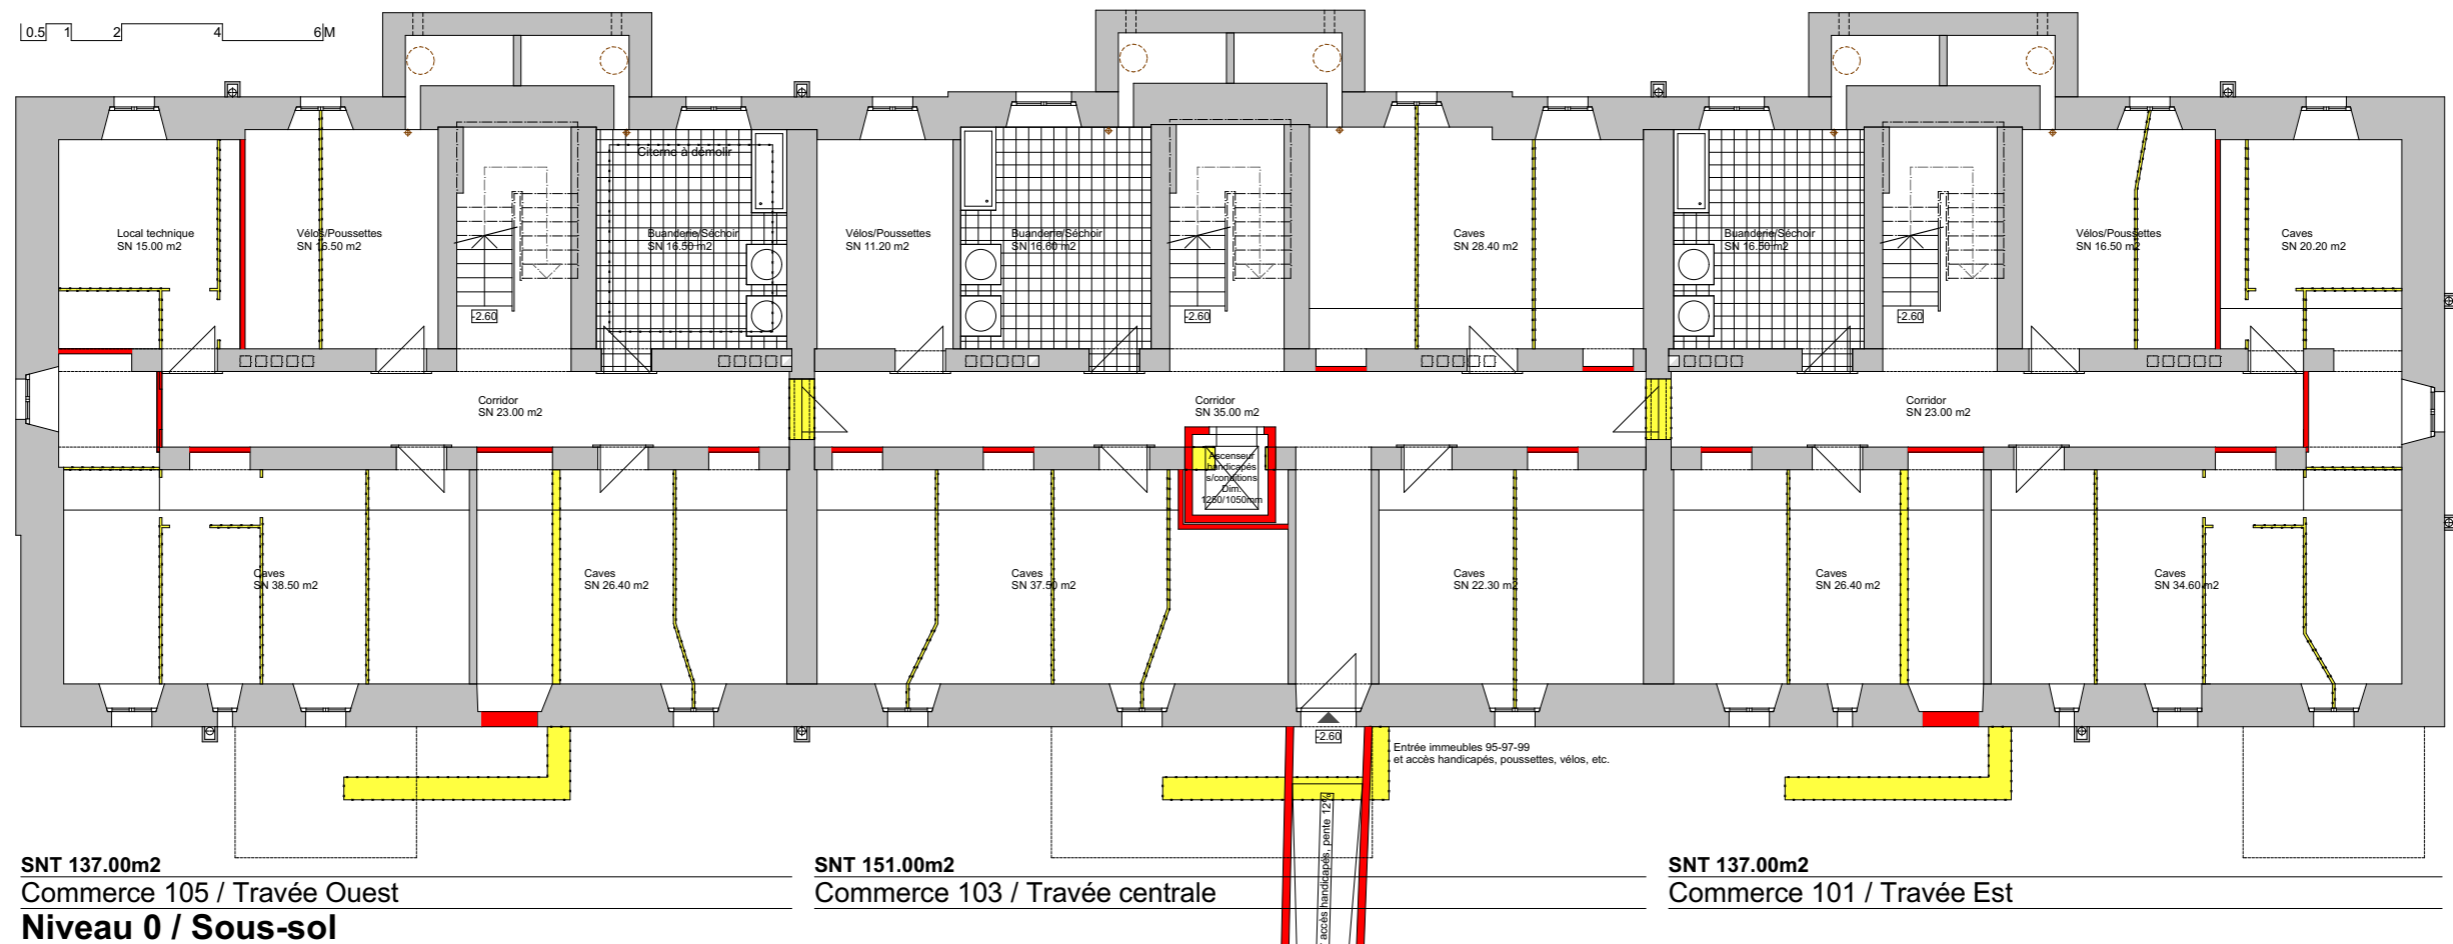 0.5 1 2 4 6 M
Citerne à démolir
Local technique
SN 15.00 m2
Vélos/Poussettes
SN 16.50 m2
Buanderie/Séchoir
SN 16.50 m2
Vélos/Poussettes
SN 11.20 m2
Buanderie/Séchoir
SN 16.60 m2
Caves
SN 28.40 m2
Buanderie/Séchoir
SN 16.50 m2
Vélos/Poussettes
SN 16.50 m2
Caves
SN 20.20 m2
-2.60
-2.60
-2.60
Corridor
SN 23.00 m2
Corridor
SN 35.00 m2
Corridor
SN 23.00 m2
Ascenseur
handicapés
s/conditions
Dim.
1250/1050mm
Caves
SN 38.50 m2
Caves
SN 26.40 m2
Caves
SN 37.50 m2
Caves
SN 22.30 m2
Caves
SN 26.40 m2
Caves
SN 34.60 m2
-2.60
Entrée immeubles 95-97-99
et accès handicapés, poussettes, vélos, etc.
accès handicapés, pente 12%
SNT 137.00m2
Commerce 105 / Travée Ouest
SNT 151.00m2
Commerce 103 / Travée centrale
SNT 137.00m2
Commerce 101 / Travée Est
Niveau 0 / Sous-sol